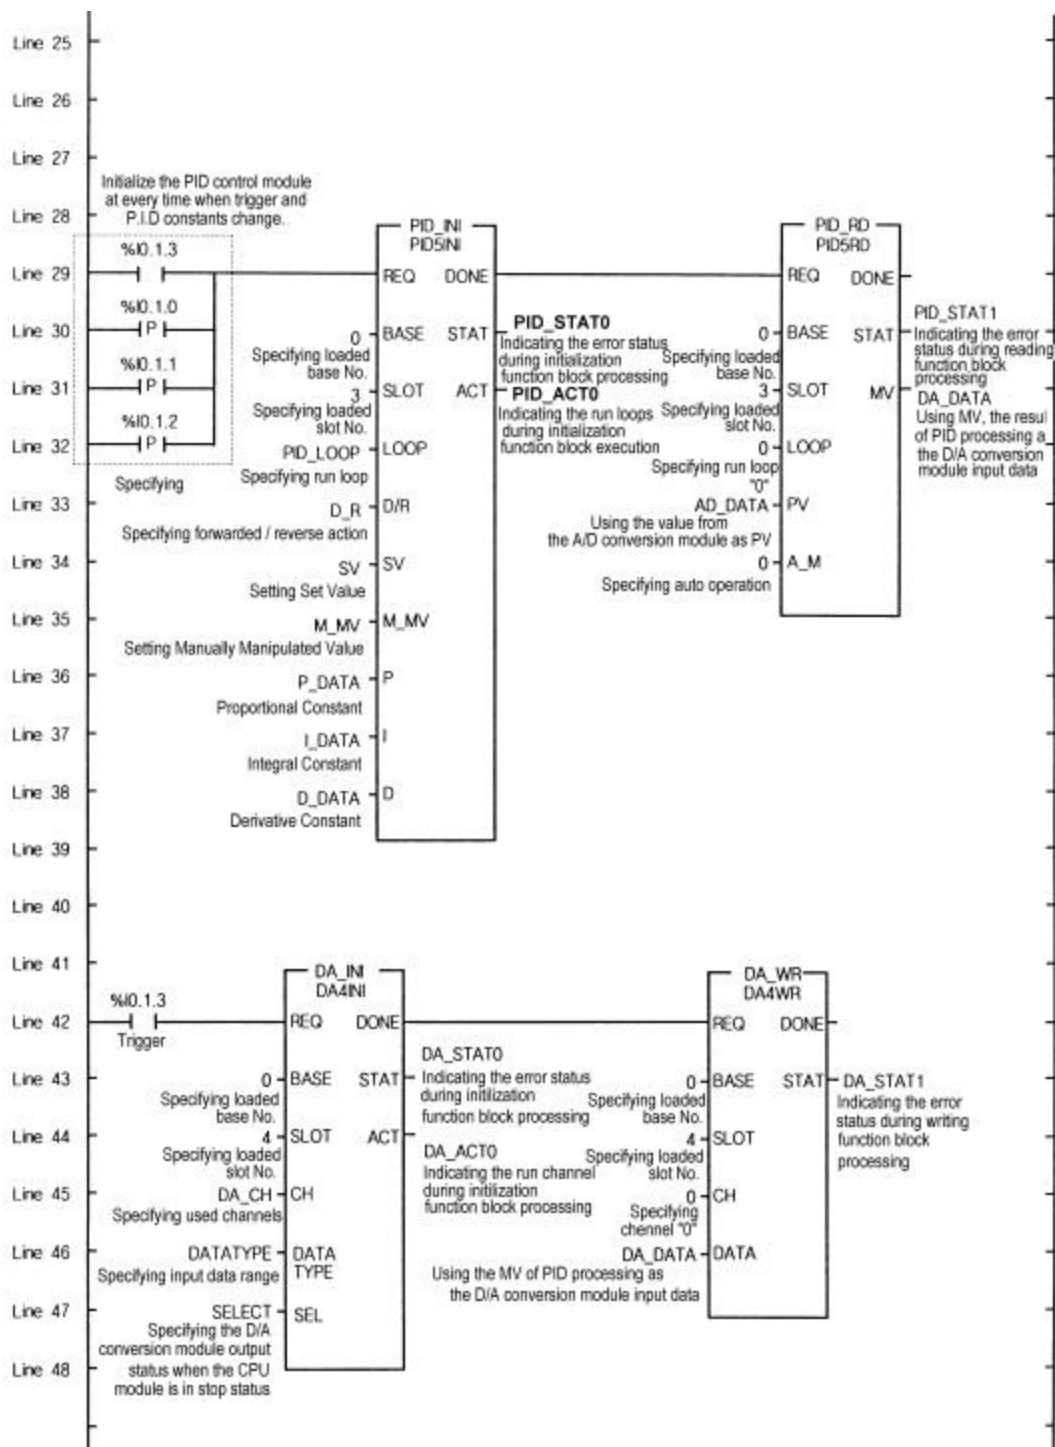 Line 25
Line 26
Line 27
Initialize the PID control module
at every time when trigger and
P.I.D constants change.
Line 28
PID_INI
PID5INI
PID_RD
PID5RD
%I0.1.3
Line 29
REQ DONE
REQ DONE
%I0.1.0
Line 30
P
0
BASE STAT
PID_STAT0
Indicating the error status
during initialization
function block processing
Specifying loaded
base No.
0
BASE STAT
Specifying loaded
base No.
PID_STAT1
Indicating the error
status during reading
function block
processing
%I0.1.1
Line 31
P
3
SLOT ACT
Specifying loaded
slot No.
PID_ACT0
Indicating the run loops
during initialization
function block execution
3
SLOT MV
Specifying loaded
slot No.
DA_DATA
Using MV, the resul
of PID processing a
the D/A conversion
module input data
%I0.1.2
Line 32
P
PID_LOOP
LOOP
Specifying run loop
0
LOOP
Specifying run loop
"0"
Specifying
Line 33
D_R
D/R
Specifying forwarded / reverse action
AD_DATA
PV
Using the value from
the A/D conversion module as PV
Line 34
SV
SV
Setting Set Value
0
A_M
Specifying auto operation
Line 35
M_MV
M_MV
Setting Manually Manipulated Value
Line 36
P_DATA
P
Proportional Constant
Line 37
I_DATA
I
Integral Constant
Line 38
D_DATA
D
Derivative Constant
Line 39
Line 40
Line 41
DA_INI
DA4INI
DA_WR
DA4WR
%I0.1.3
Line 42
Trigger
REQ DONE
REQ DONE
Line 43
0
BASE STAT
Specifying loaded
base No.
DA_STAT0
Indicating the error status
during initilization
function block processing
0
BASE STAT
Specifying loaded
base No.
DA_STAT1
Indicating the error
status during writing
function block
processing
Line 44
4
SLOT ACT
Specifying loaded
slot No.
DA_ACT0
Indicating the run channel
during initilization
function block processing
4
SLOT
Specifying loaded
slot No.
Line 45
DA_CH
CH
Specifying used channels
0
CH
Specifying
chennel "0"
Line 46
DATATYPE
DATA
TYPE
Specifying input data range
DA_DATA
DATA
Using the MV of PID processing as
the D/A conversion module input data
Line 47
SELECT
SEL
Specifying the D/A
conversion module output
status when the CPU
module is in stop status
Line 48